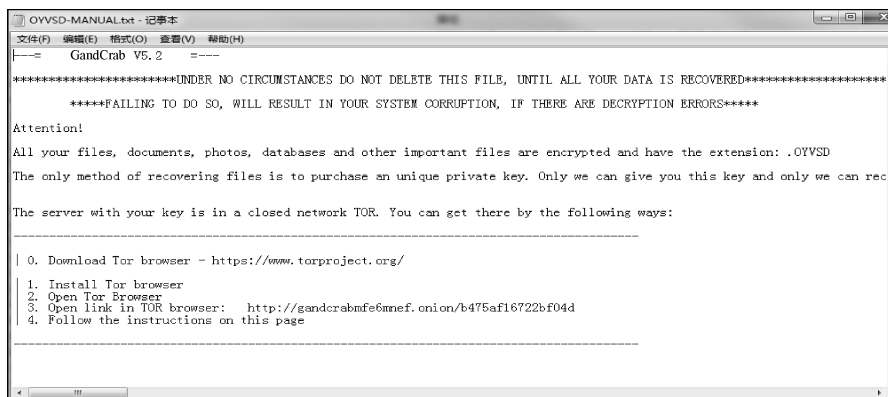 OYVSD-MANUAL.txt - 记事本
文件(F) 编辑(E) 格式(O) 查看(V) 帮助(H)
---= GandCrab V5.2 =---
************************UNDER NO CIRCUMSTANCES DO NOT DELETE THIS FILE, UNTIL ALL YOUR DATA IS RECOVERED*********************
*****FAILING TO DO SO, WILL RESULT IN YOUR SYSTEM CORRUPTION, IF THERE ARE DECRYPTION ERRORS*****
Attention!
All your files, documents, photos, databases and other important files are encrypted and have the extension: .OYVSD
The only method of recovering files is to purchase an unique private key. Only we can give you this key and only we can rec
The server with your key is in a closed network TOR. You can get there by the following ways:
----------------------------------------------------------------------------------------
| 0. Download Tor browser - https://www.torproject.org/
| 1. Install Tor browser
| 2. Open Tor Browser
| 3. Open link in TOR browser: http://gandcrabmfe6mnef.onion/b475af16722bf04d
| 4. Follow the instructions on this page
----------------------------------------------------------------------------------------